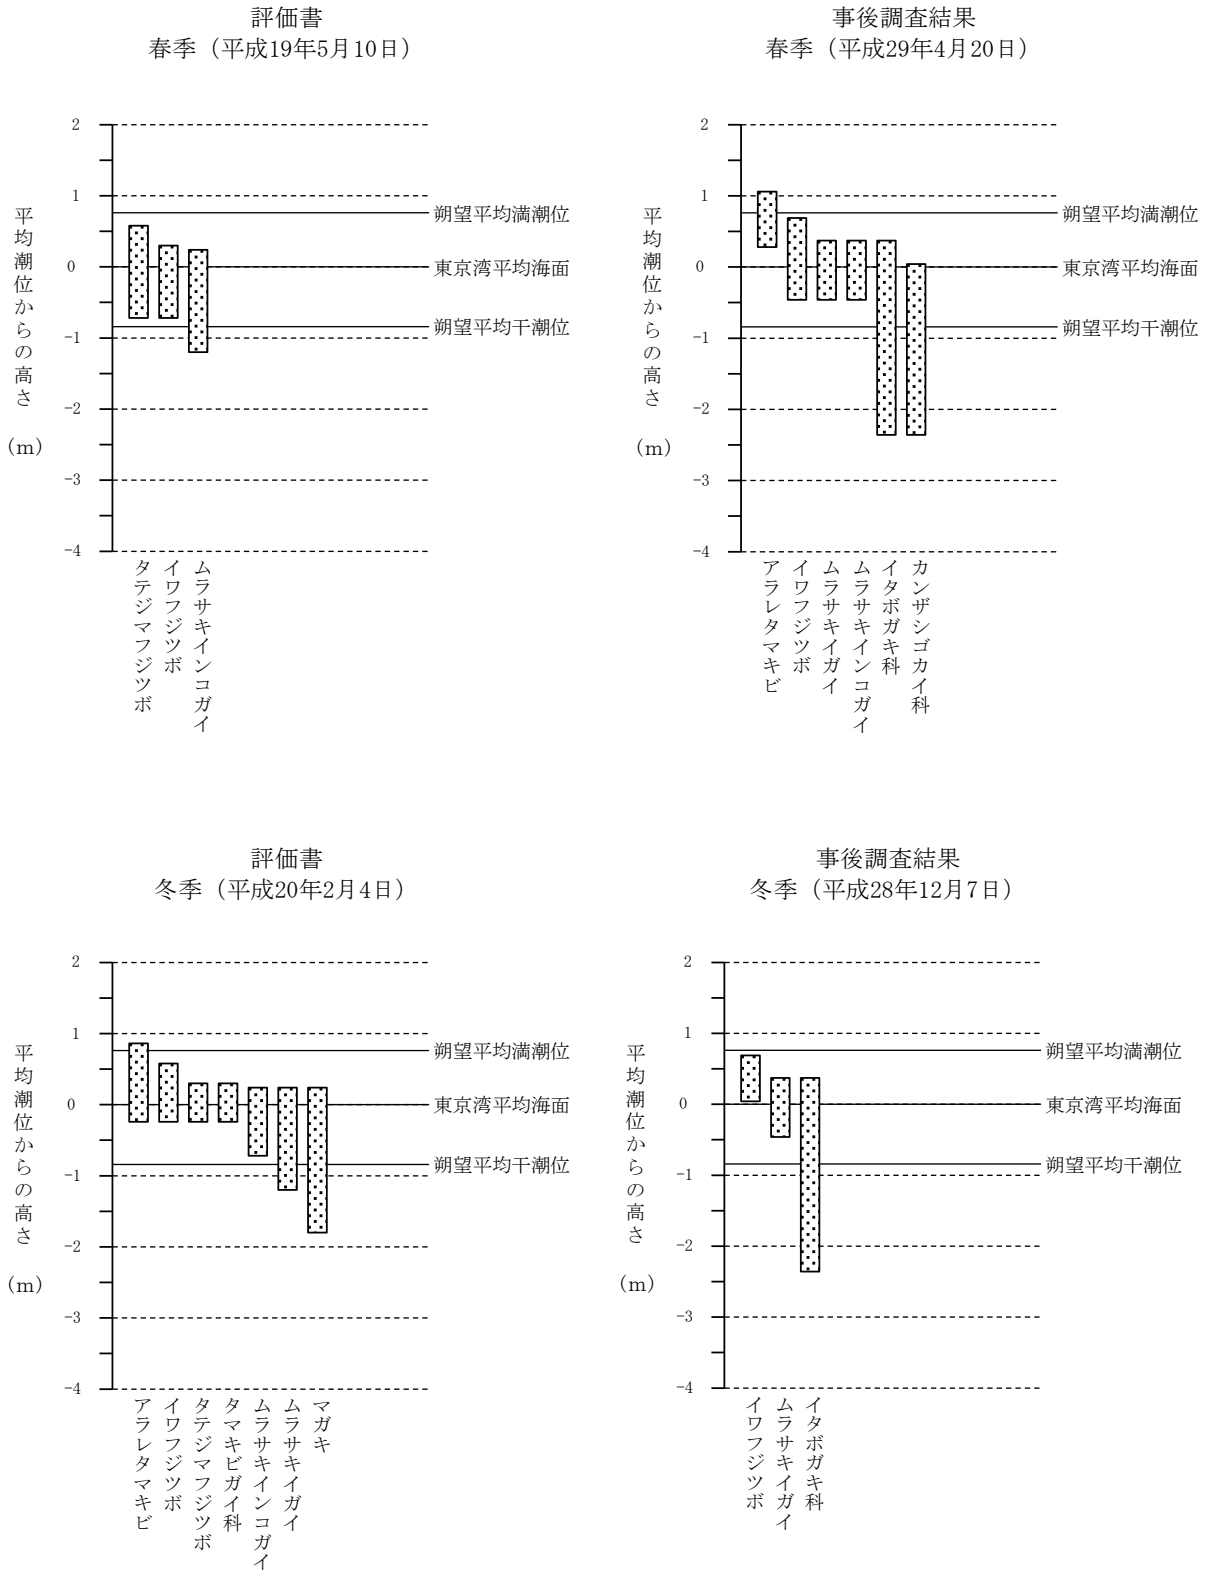 評価書
春季（平成19年5月10日）
2
1
0
-1
-2
-3
-4
平均潮位からの高さ
（m）
朔望平均満潮位
東京湾平均海面
朔望平均干潮位
タテジマフジツボ
イワフジツボ
ムラサキインコガイ
事後調査結果
春季（平成29年4月20日）
2
1
0
-1
-2
-3
-4
平均潮位からの高さ
（m）
朔望平均満潮位
東京湾平均海面
朔望平均干潮位
アラレタマキビ
イワフジツボ
ムラサキイガイ
ムラサキインコガイ
イタボガキ科
カンザシゴカイ科
評価書
冬季（平成20年2月4日）
2
1
0
-1
-2
-3
-4
平均潮位からの高さ
（m）
朔望平均満潮位
東京湾平均海面
朔望平均干潮位
アラレタマキビ
イワフジツボ
タテジマフジツボ
タマキビガイ科
ムラサキインコガイ
ムラサキイガイ
マガキ
事後調査結果
冬季（平成28年12月7日）
2
1
0
-1
-2
-3
-4
平均潮位からの高さ
（m）
朔望平均満潮位
東京湾平均海面
朔望平均干潮位
イワフジツボ
ムラサキイガイ
イタボガキ科